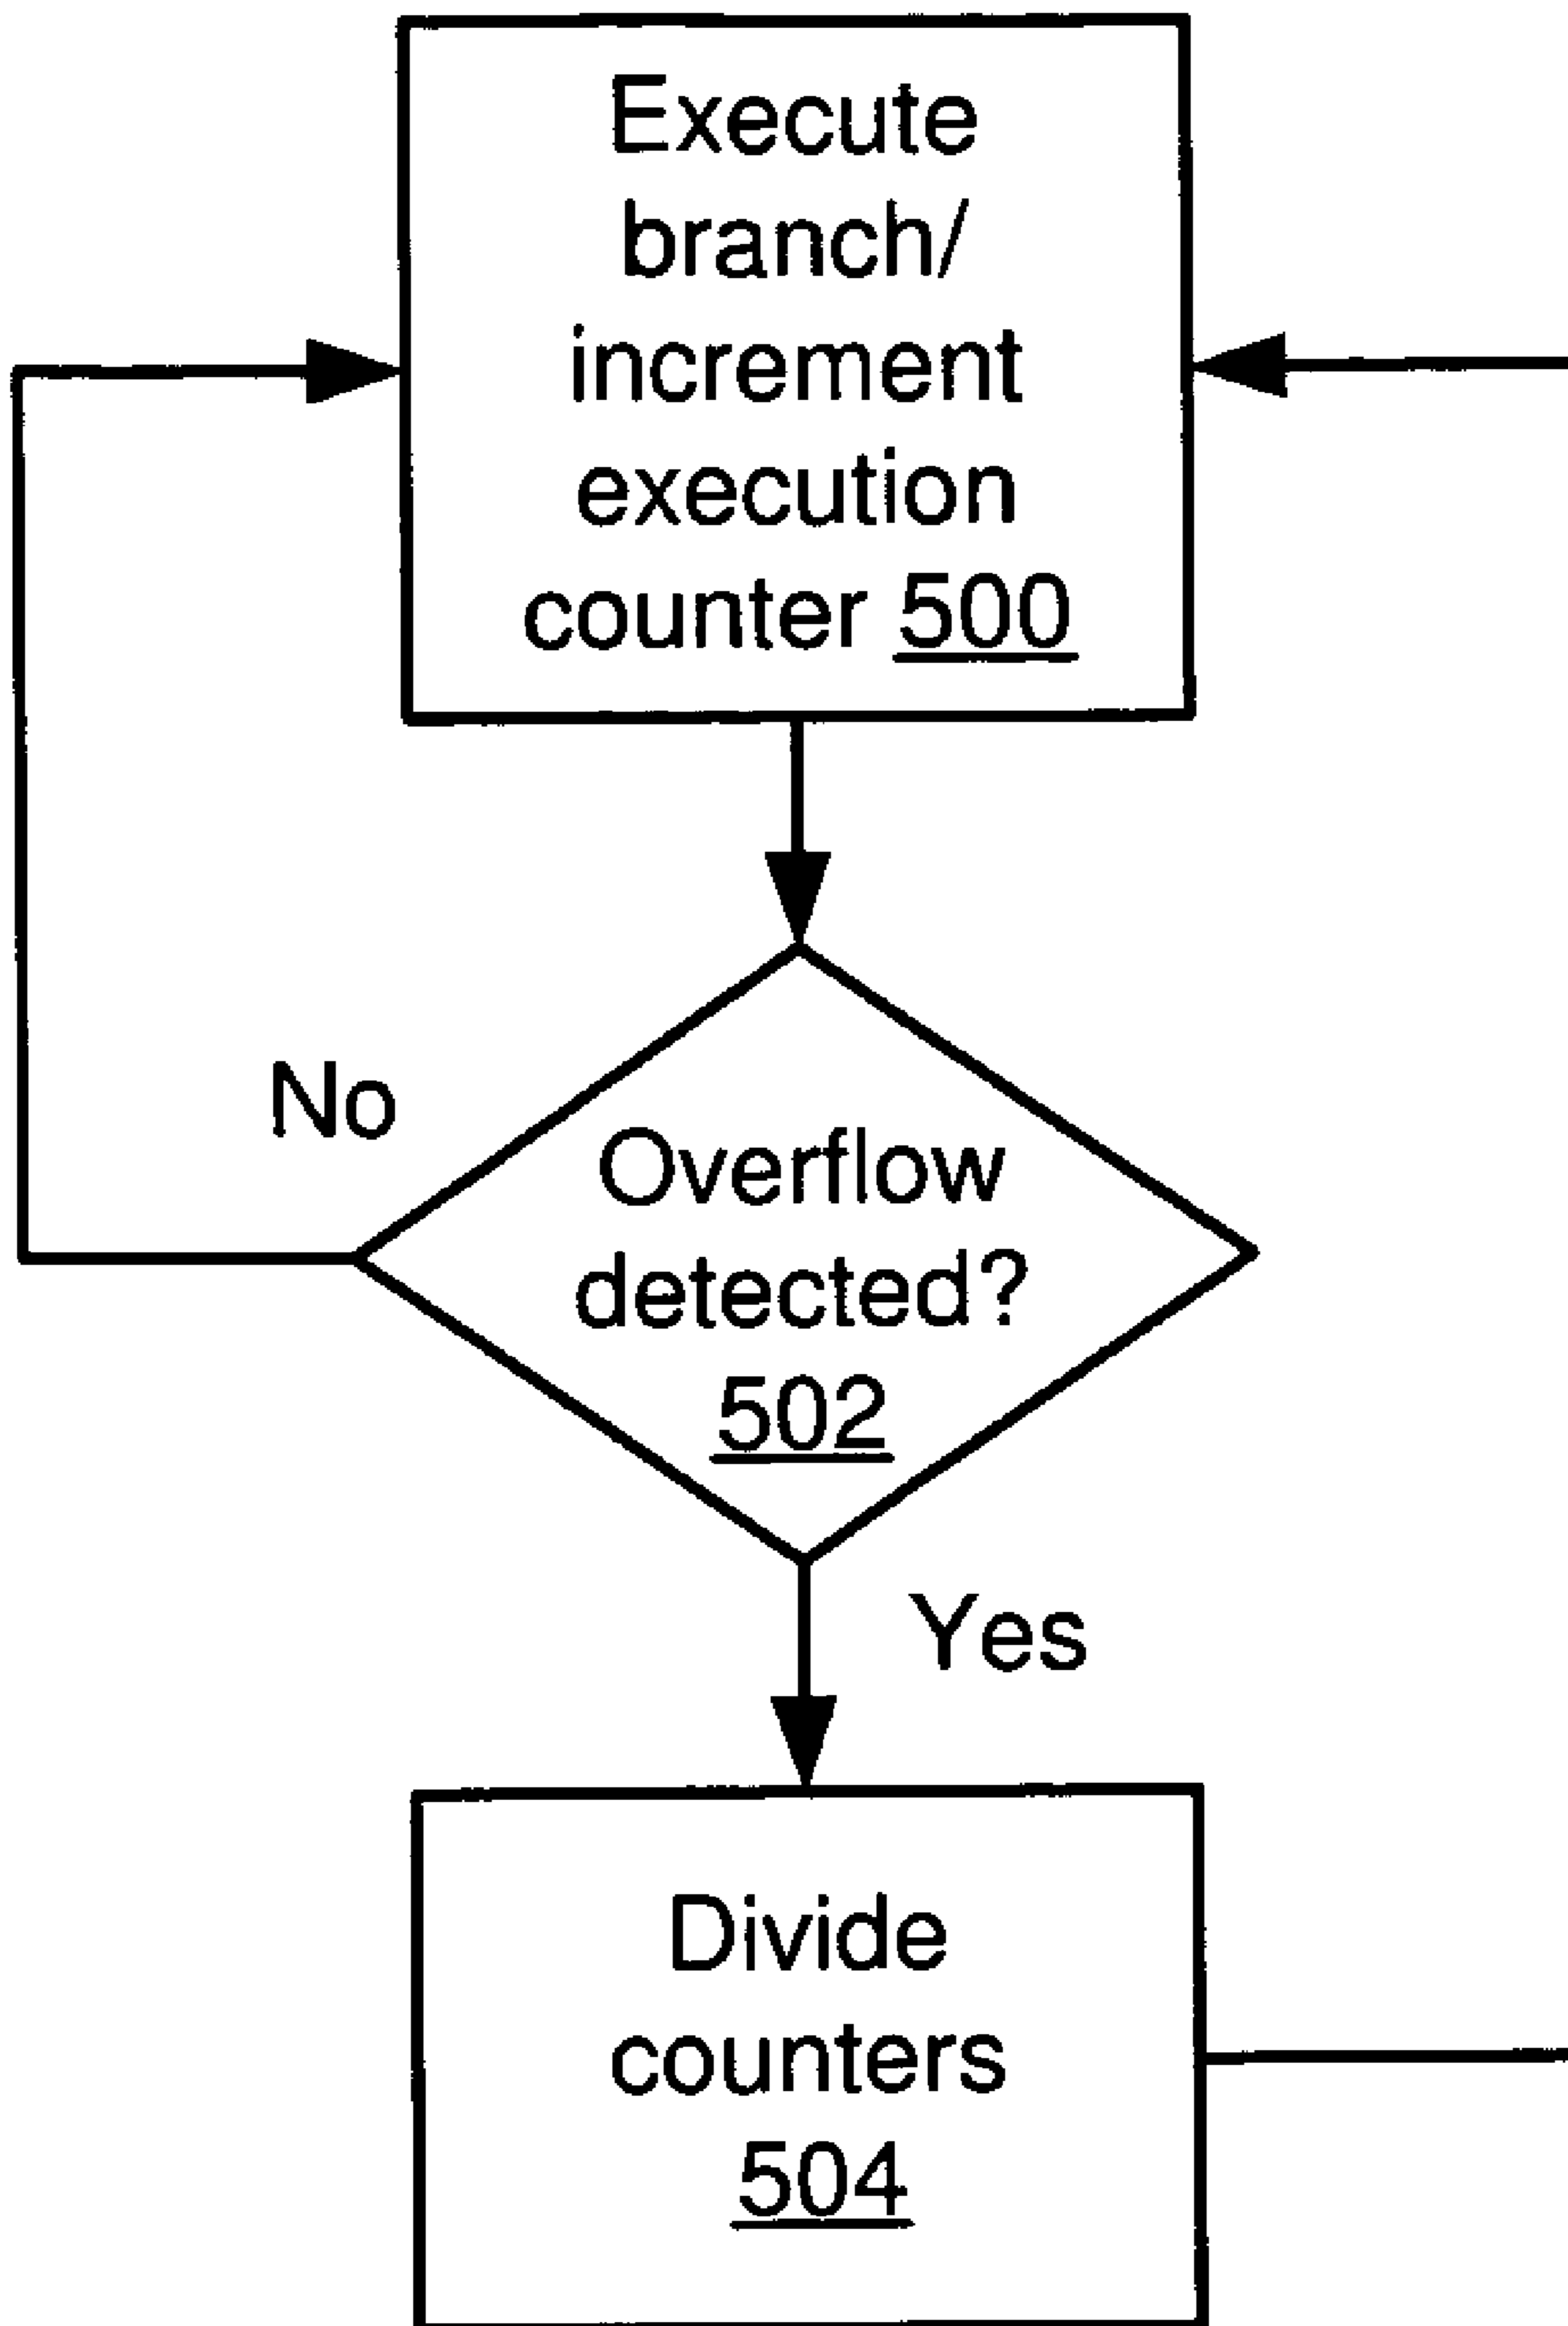 Execute
branch/
increment
execution
counter 500
No
Overflow
detected?
502
Yes
Divide
counters
504